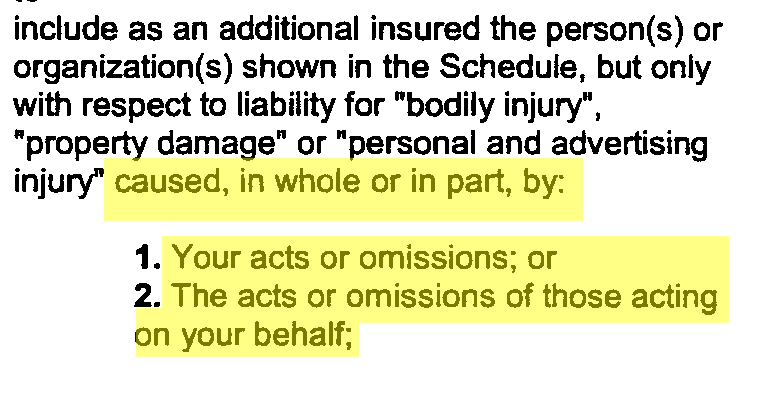 include as an additional insured the person(s) or
organization(s) shown in the Schedule, but only
with respect to liability for "bodily injury",
"property damage" or "personal and advertising
injury" caused, in whole or in part, by:
1. Your acts or omissions; or
2. The acts or omissions of those acting
on your behalf;